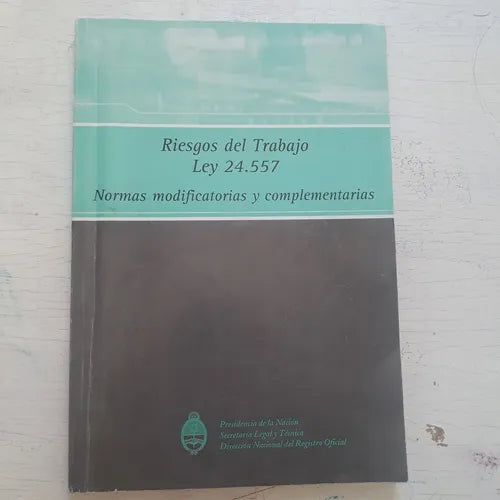 Riesgos del Trabajo
Ley 24.557
Normas modificatorias y complementarias
Presidencia de la Nación
Secretaría Legal y Técnica
Dirección Nacional del Registro Oficial